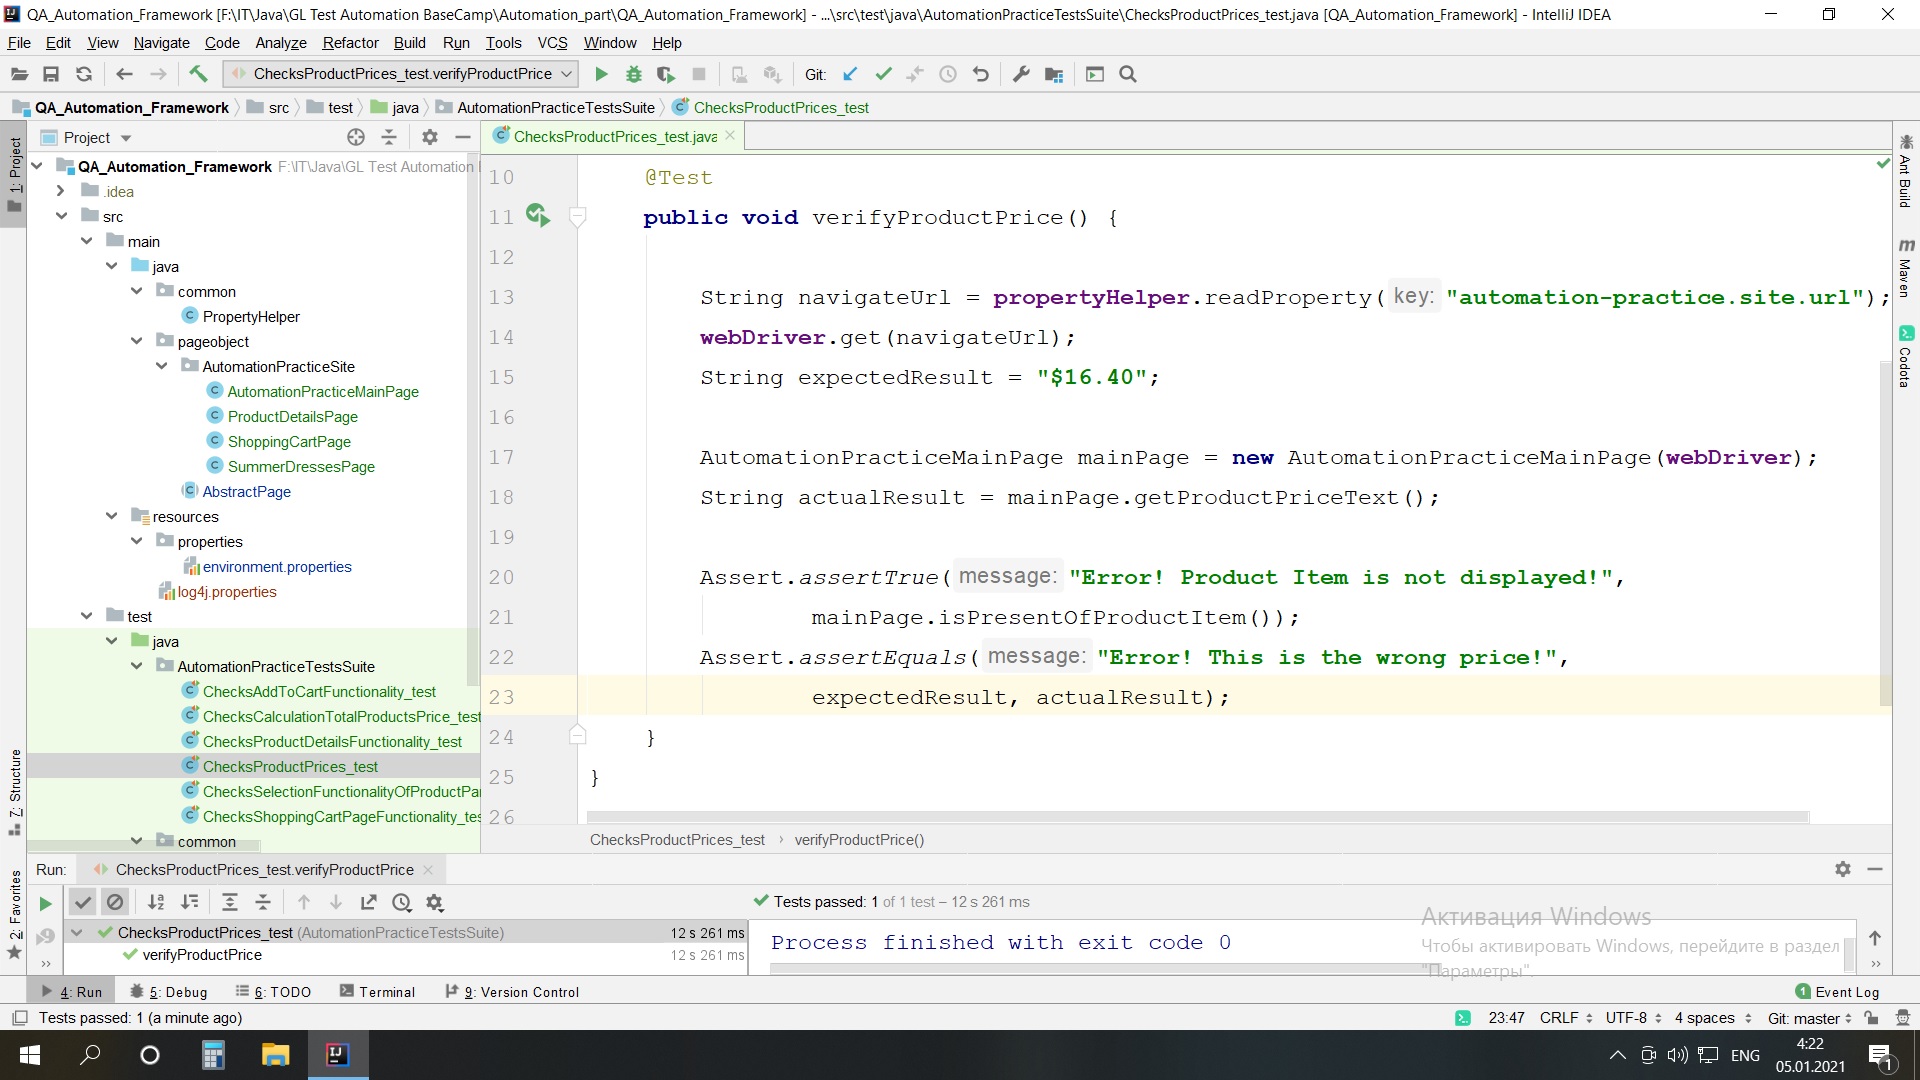 QA_Automation_Framework [F:\IT\Java\GL Test Automation BaseCamp\Automation_part\QA_Automation_Framework] - ...\src\test\java\AutomationPracticeTestsSuite\ChecksProductPrices_test.java [QA_Automation_Framework] - IntelliJ IDEA
File Edit View Navigate Code Analyze Refactor Build Run Tools VCS Window Help
ChecksProductPrices_test.verifyProductPrice Git:
QA_Automation_Framework src test java AutomationPracticeTestsSuite ChecksProductPrices_test
Project
ChecksProductPrices_test.java
1: Project
7: Structure
2: Favorites
QA_Automation_Framework F:\IT\Java\GL Test Automation
.idea
src
main
java
common
PropertyHelper
pageobject
AutomationPracticeSite
AutomationPracticeMainPage
ProductDetailsPage
ShoppingCartPage
SummerDressesPage
AbstractPage
resources
properties
environment.properties
log4j.properties
test
java
AutomationPracticeTestsSuite
ChecksAddToCartFunctionality_test
ChecksCalculationTotalProductsPrice_test
ChecksProductDetailsFunctionality_test
ChecksProductPrices_test
ChecksSelectionFunctionalityOfProductPa
ChecksShoppingCartPageFunctionality_tes
common
10 @Test
11 public void verifyProductPrice() {
12
13 String navigateUrl = propertyHelper.readProperty( key: "automation-practice.site.url");
14 webDriver.get(navigateUrl);
15 String expectedResult = "$16.40";
16
17 AutomationPracticeMainPage mainPage = new AutomationPracticeMainPage(webDriver);
18 String actualResult = mainPage.getProductPriceText();
19
20 Assert.assertTrue( message: "Error! Product Item is not displayed!",
21 mainPage.isPresentOfProductItem());
22 Assert.assertEquals( message: "Error! This is the wrong price!",
23 expectedResult, actualResult);
24 }
25 }
26
ChecksProductPrices_test › verifyProductPrice()
Ant Build
m Maven
Codota
Run: ChecksProductPrices_test.verifyProductPrice
Tests passed: 1 of 1 test – 12 s 261 ms
ChecksProductPrices_test (AutomationPracticeTestsSuite) 12 s 261 ms
verifyProductPrice 12 s 261 ms
Process finished with exit code 0
Активация Windows
Чтобы активировать Windows, перейдите в раздел
"Параметры".
4: Run 5: Debug 6: TODO Terminal 9: Version Control 1 Event Log
Tests passed: 1 (a minute ago) 23:47 CRLF UTF-8 4 spaces Git: master
ENG
4:22
05.01.2021
1